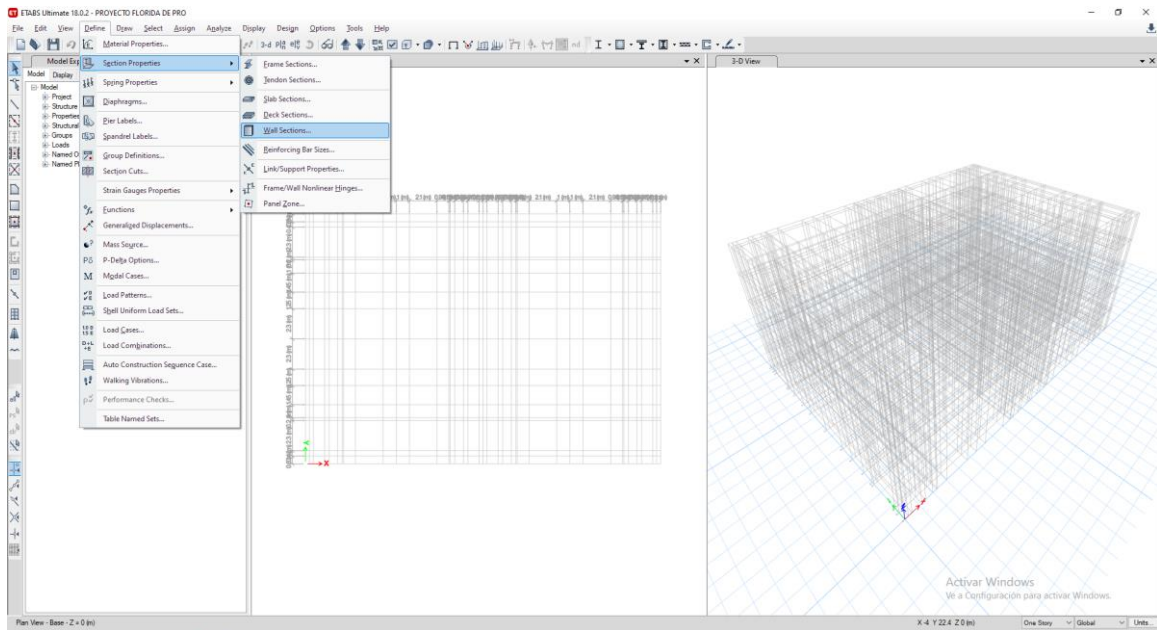 ETABS Ultimate 18.0.2 - PROYECTO FLORIDA DE PRO
File Edit View Define Draw Select Assign Analyze Display Design Options Tools Help
Model Exp
Model Display
Model
Project
Structure
Properties
Structural
Groups
Loads
Named O
Named Pl
Material Properties...
Section Properties
Spring Properties
Diaphragms...
Pier Labels...
Spandrel Labels...
Group Definitions...
Section Cuts...
Strain Gauges Properties
Functions
Generalized Displacements...
Mass Source...
P-Delta Options...
Modal Cases...
Load Patterns...
Shell Uniform Load Sets...
Load Cases...
Load Combinations...
Auto Construction Sequence Case...
Walking Vibrations...
Performance Checks...
Table Named Sets...
Frame Sections...
Tendon Sections...
Slab Sections...
Deck Sections...
Wall Sections...
Reinforcing Bar Sizes...
Link/Support Properties...
Frame/Wall Nonlinear Hinges...
Panel Zone...
X
3-D View
Activar Windows
Ve a Configuración para activar Windows.
Plan View - Base - Z = 0 (m)
X -4 Y 22.4 Z 0 (m)
One Story
Global
Units...